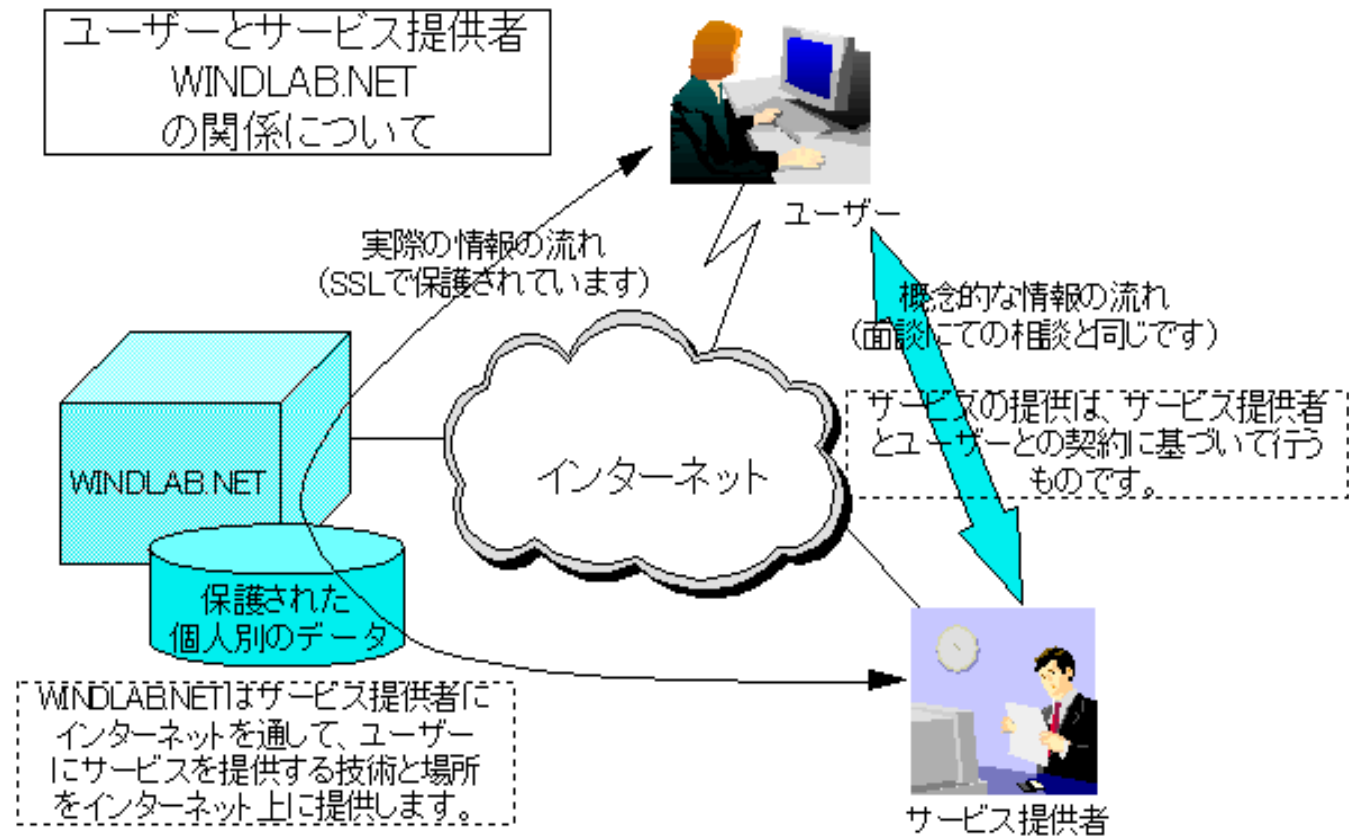 ユーザーとサービス提供者
WINDLAB.NET
の関係について
ユーザー
実際の情報の流れ
(SSLで保護されています)
概念的な情報の流れ
(面談にての相談と同じです)
サービスの提供は、サービス提供者
とユーザーとの契約に基づいて行う
ものです。
WINDLAB.NET
インターネット
保護された
個人別のデータ
WINDLAB.NETはサービス提供者に
インターネットを通して、ユーザー
にサービスを提供する技術と場所
をインターネット上に提供します。
サービス提供者